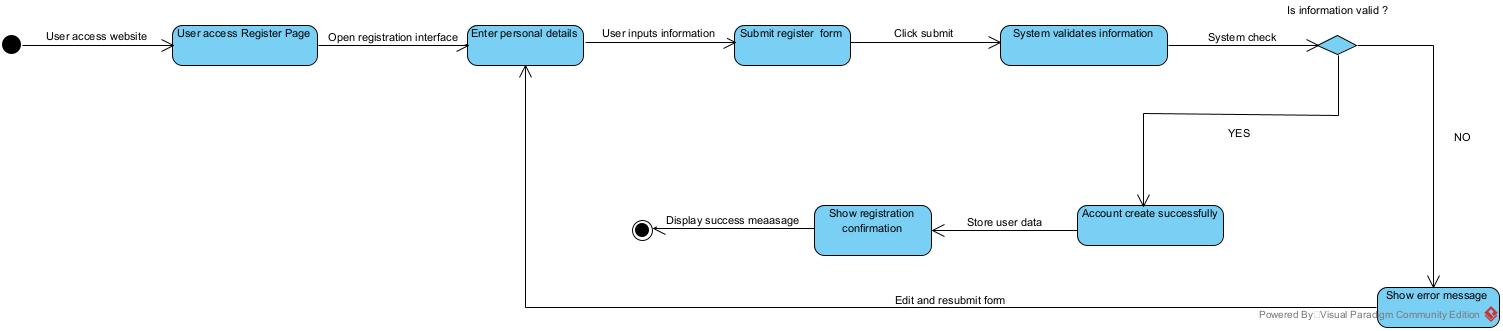 Is information valid ?
User access website
User access Register Page
Open registration interface
Enter personal details
User inputs information
Submit register  form
Click submit
System validates information
System check
YES
NO
Display success meaasage
Show registration
confirmation
Store user data
Account create successfully
Edit and resubmit form
Show error message
Powered By Visual Paradigm Community Edition